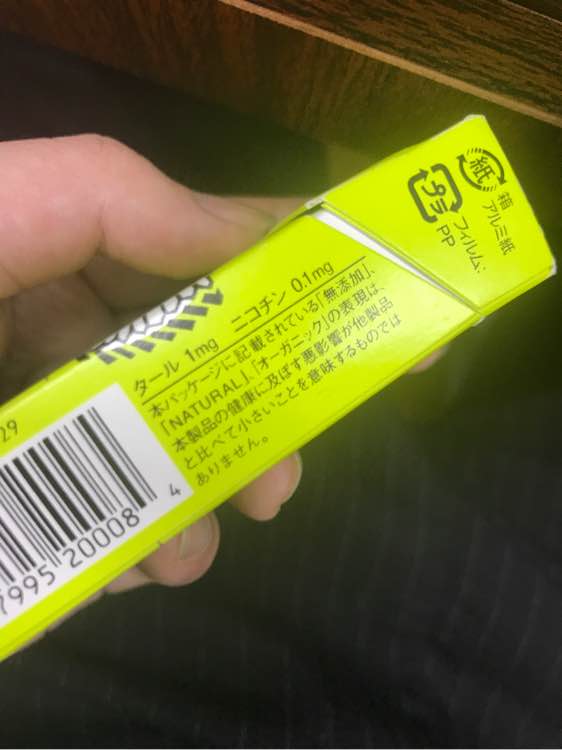 紙 箱
アルミ紙
プラ フィルム:
PP
タール 1mg ニコチン 0.1mg
本パッケージに記載されている「無添加」、
「NATURAL」、「オーガニック」の表現は、
本製品の健康に及ぼす悪影響が他製品
と比べて小さいことを意味するものでは
ありません。
29
7995 20008 4